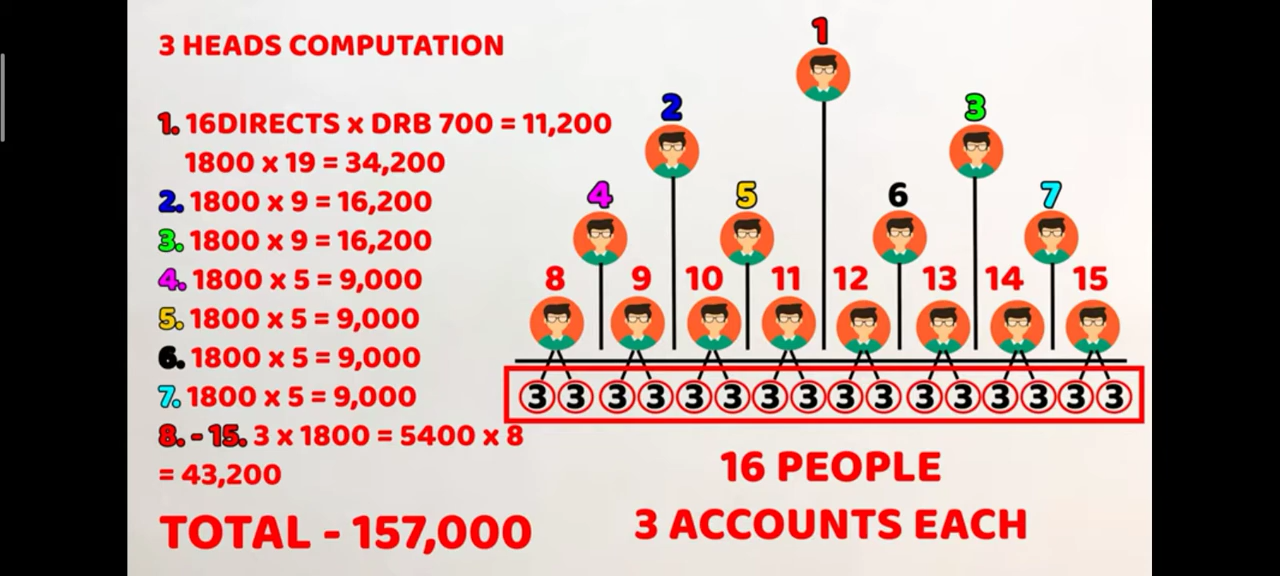 3 HEADS COMPUTATION
1
2
3
1. 16DIRECTS x DRB 700 = 11,200
1800 x 19 = 34,200
2. 1800 x 9 = 16,200
3. 1800 x 9 = 16,200
4. 1800 x 5 = 9,000
5. 1800 x 5 = 9,000
6. 1800 x 5 = 9,000
7. 1800 x 5 = 9,000
8. - 15. 3 x 1800 = 5400 x 8
= 43,200
TOTAL - 157,000
4 5 6 7
8 9 10 11 12 13 14 15
3 3 3 3 3 3 3 3 3 3 3 3 3 3 3 3
16 PEOPLE
3 ACCOUNTS EACH